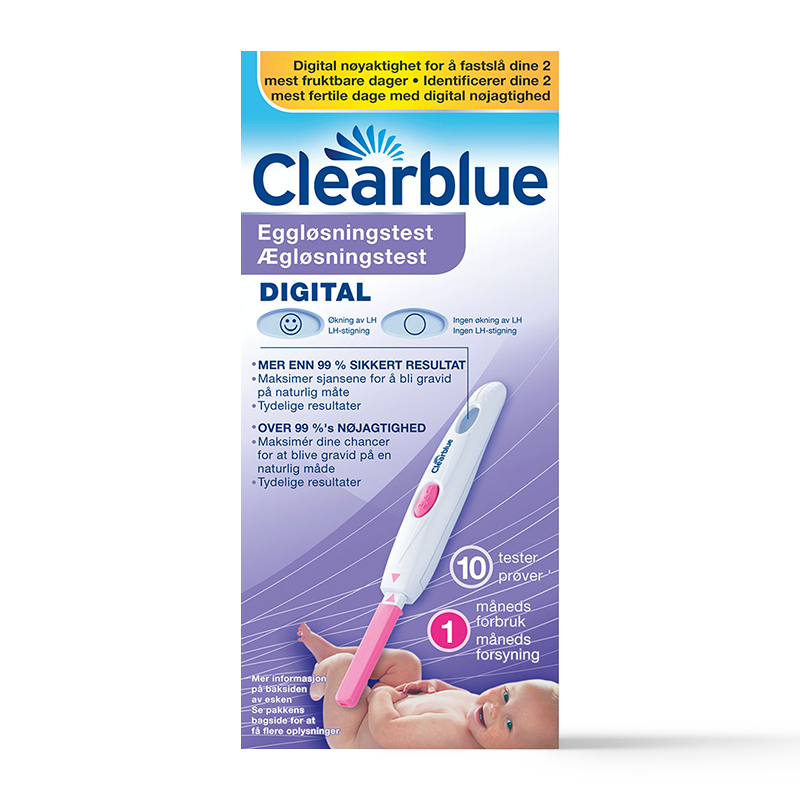 Digital nøyaktighet for å fastslå dine 2
mest fruktbare dager • Identificerer dine 2
mest fertile dage med digital nøjagtighed
Clearblue
Eggløsningstest
Ægløsningstest
DIGITAL
Økning av LH
LH-stigning
Ingen økning av LH
Ingen LH-stigning
• MER ENN 99 % SIKKERT RESULTAT
• Maksimer sjansene for å bli gravid
på naturlig måte
• Tydelige resultater
• OVER 99 %'s NØJAGTIGHED
• Maksimér dine chancer
for at blive gravid på en
naturlig måde
• Tydelige resultater
Clearblue
10
tester
prøver
1
måneds
forbruk
måneds
forsyning
Mer informasjon
på baksiden
av esken
Se pakkens
bagside for at
få flere oplysninger